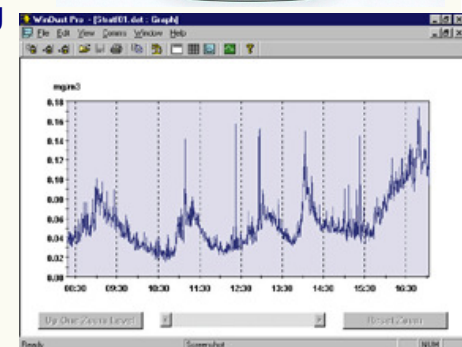 WinDust Pro - [Strat01.dat : Graph]
File Edit View Comms Window Help
mg/m3
0.18
0.16
0.14
0.12
0.10
0.08
0.06
0.04
0.02
0.00
08:30 09:30 10:30 11:30 12:30 13:30 14:30 15:30 16:30
Up One Zoom Level Reset Zoom
Ready Screenshot NUM